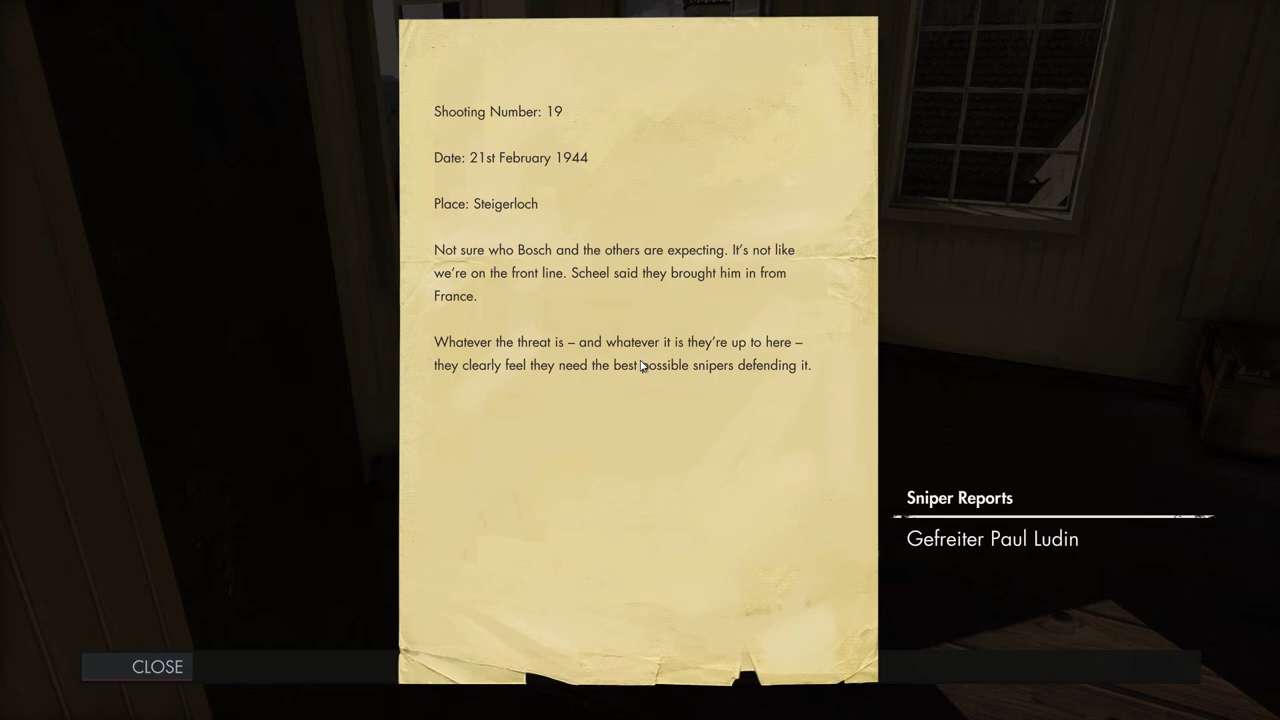 Shooting Number: 19
Date: 21st February 1944
Place: Steigerloch
Not sure who Bosch and the others are expecting. It's not like
we're on the front line. Scheel said they brought him in from
France.
Whatever the threat is – and whatever it is they're up to here –
they clearly feel they need the best possible snipers defending it.
Sniper Reports
Gefreiter Paul Ludin
CLOSE